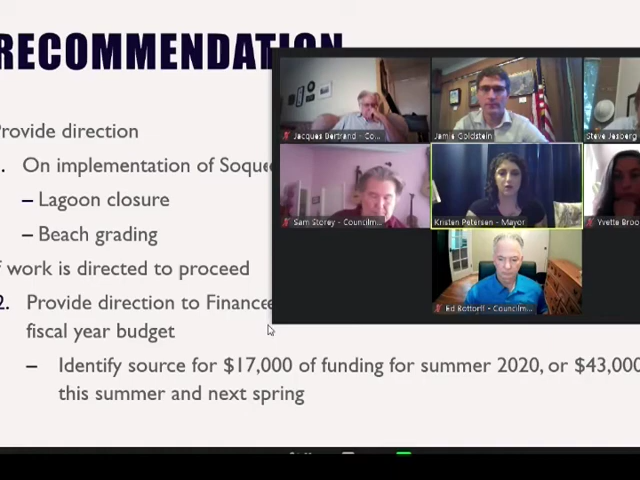 RECOMMENDATION
Provide direction
On implementation of Soque
– Lagoon closure
– Beach grading
f work is directed to proceed
2. Provide direction to Finance
fiscal year budget
– Identify source for $17,000 of funding for summer 2020, or $43,000
this summer and next spring
Jacques Bertrand - Co...
Jamie Goldstein
Steve Jesberg
Sam Storey - Councilm...
Kristen Petersen - Mayor
Yvette Broo
Ed Bottorff - Councilm...